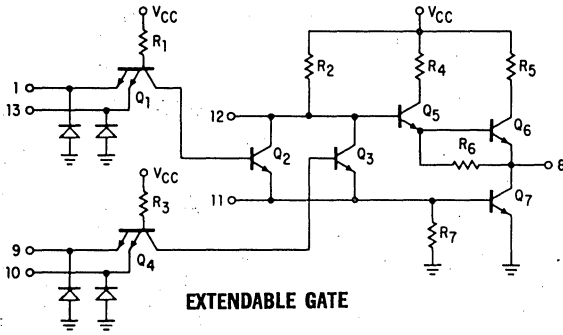 VCC
R1
1
13
Q1
VCC
R2
R4
R5
12
Q5
Q6
Q2
Q3
R6
8
VCC
11
Q7
R3
R7
9
10
Q4
EXTENDABLE GATE